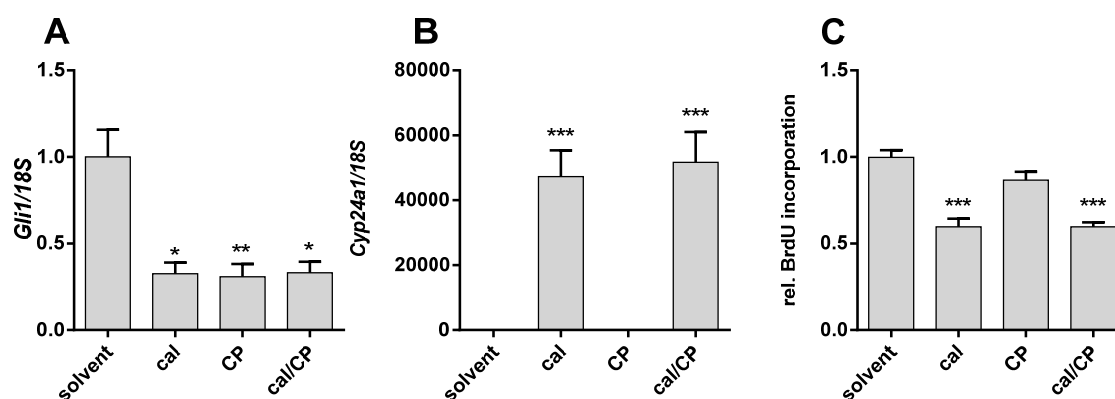 A
Gli1/18S
1.5
1.0
0.5
0.0
*
**
*
solvent
cal
CP
cal/CP
B
Cyp24a1/18S
80000
60000
40000
20000
0
***
***
solvent
cal
CP
cal/CP
C
rel. BrdU incorporation
1.5
1.0
0.5
0.0
***
***
solvent
cal
CP
cal/CP